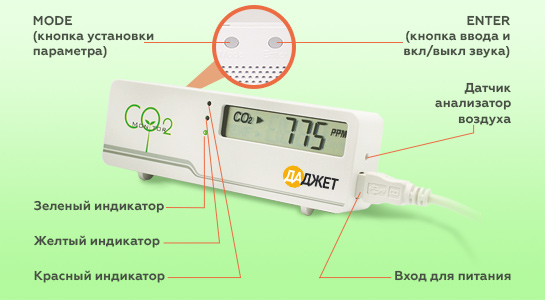 MODE
(кнопка установки
параметра)
ENTER
(кнопка ввода и
вкл/выкл звука)
Датчик
анализатор
воздуха
CO2
MONITOR
CO2 ▶ 775 PPM
ДАДЖЕТ
Зеленый индикатор
Желтый индикатор
Красный индикатор
Вход для питания